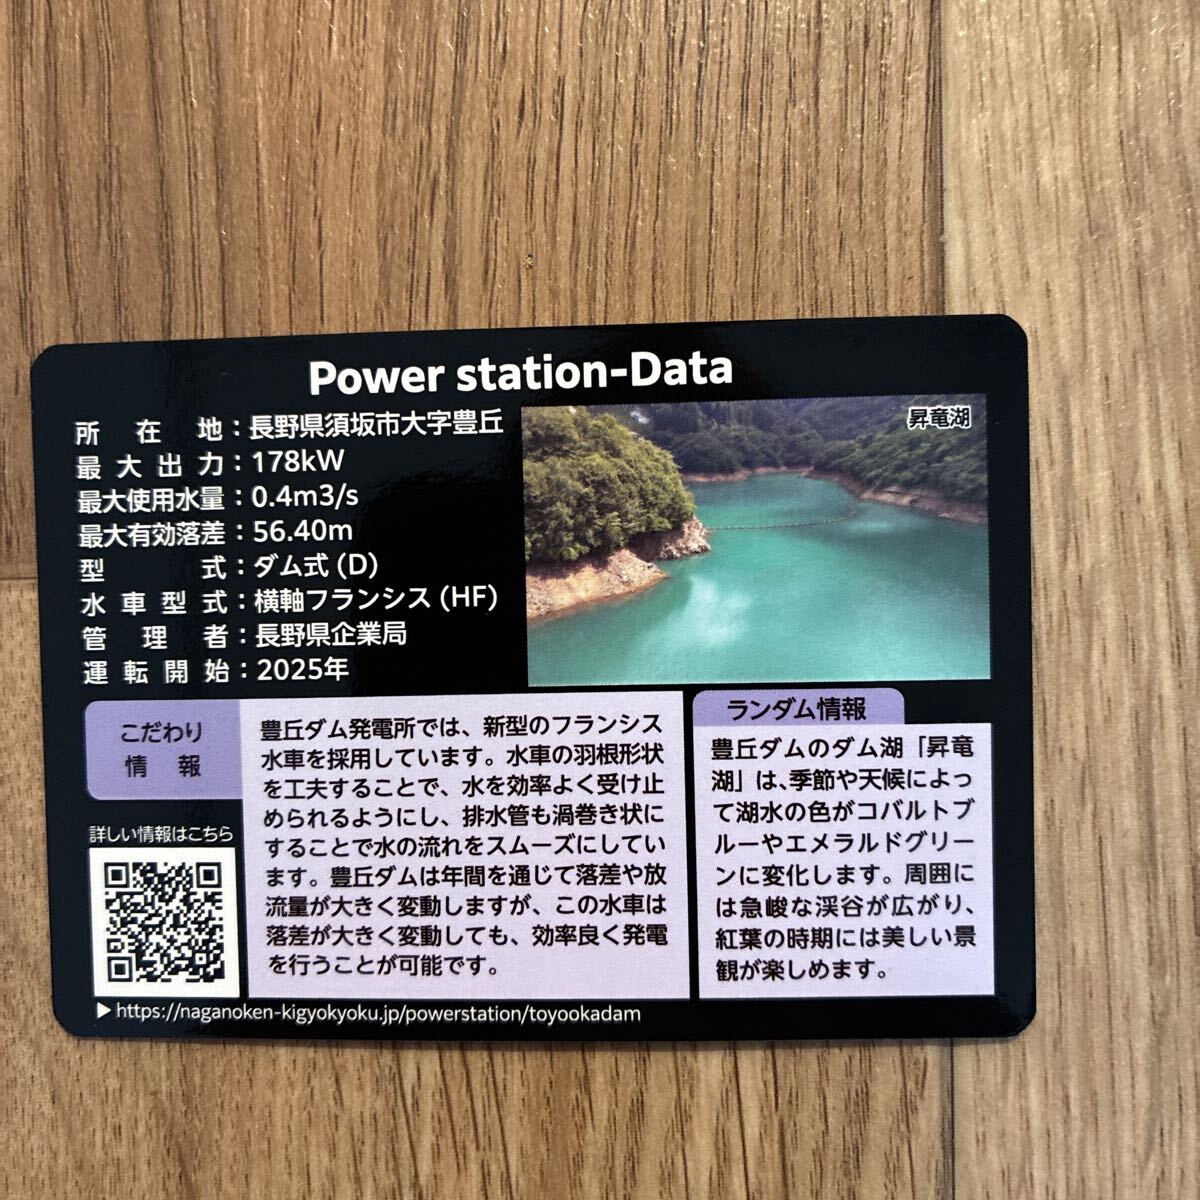 Power station-Data
所在地：長野県須坂市大字豊丘
最大出力：178kW
最大使用水量：0.4m3/s
最大有効落差：56.40m
型式：ダム式(D)
水車型式：横軸フランシス(HF)
管理者：長野県企業局
運転開始：2025年
昇竜湖
こだわり
情報
豊丘ダム発電所では、新型のフランシス
水車を採用しています。水車の羽根形状
を工夫することで、水を効率よく受け止
められるようにし、排水管も渦巻き状に
することで水の流れをスムーズにしてい
ます。豊丘ダムは年間を通じて落差や放
流量が大きく変動しますが、この水車は
落差が大きく変動しても、効率良く発電
を行うことが可能です。
ランダム情報
豊丘ダムのダム湖「昇竜
湖」は、季節や天候によっ
て湖水の色がコバルトブ
ルーやエメラルドグリー
ンに変化します。周囲に
は急峻な渓谷が広がり、
紅葉の時期には美しい景
観が楽しめます。
詳しい情報はこちら
▶https://naganoken-kigyokyoku.jp/powerstation/toyookadam